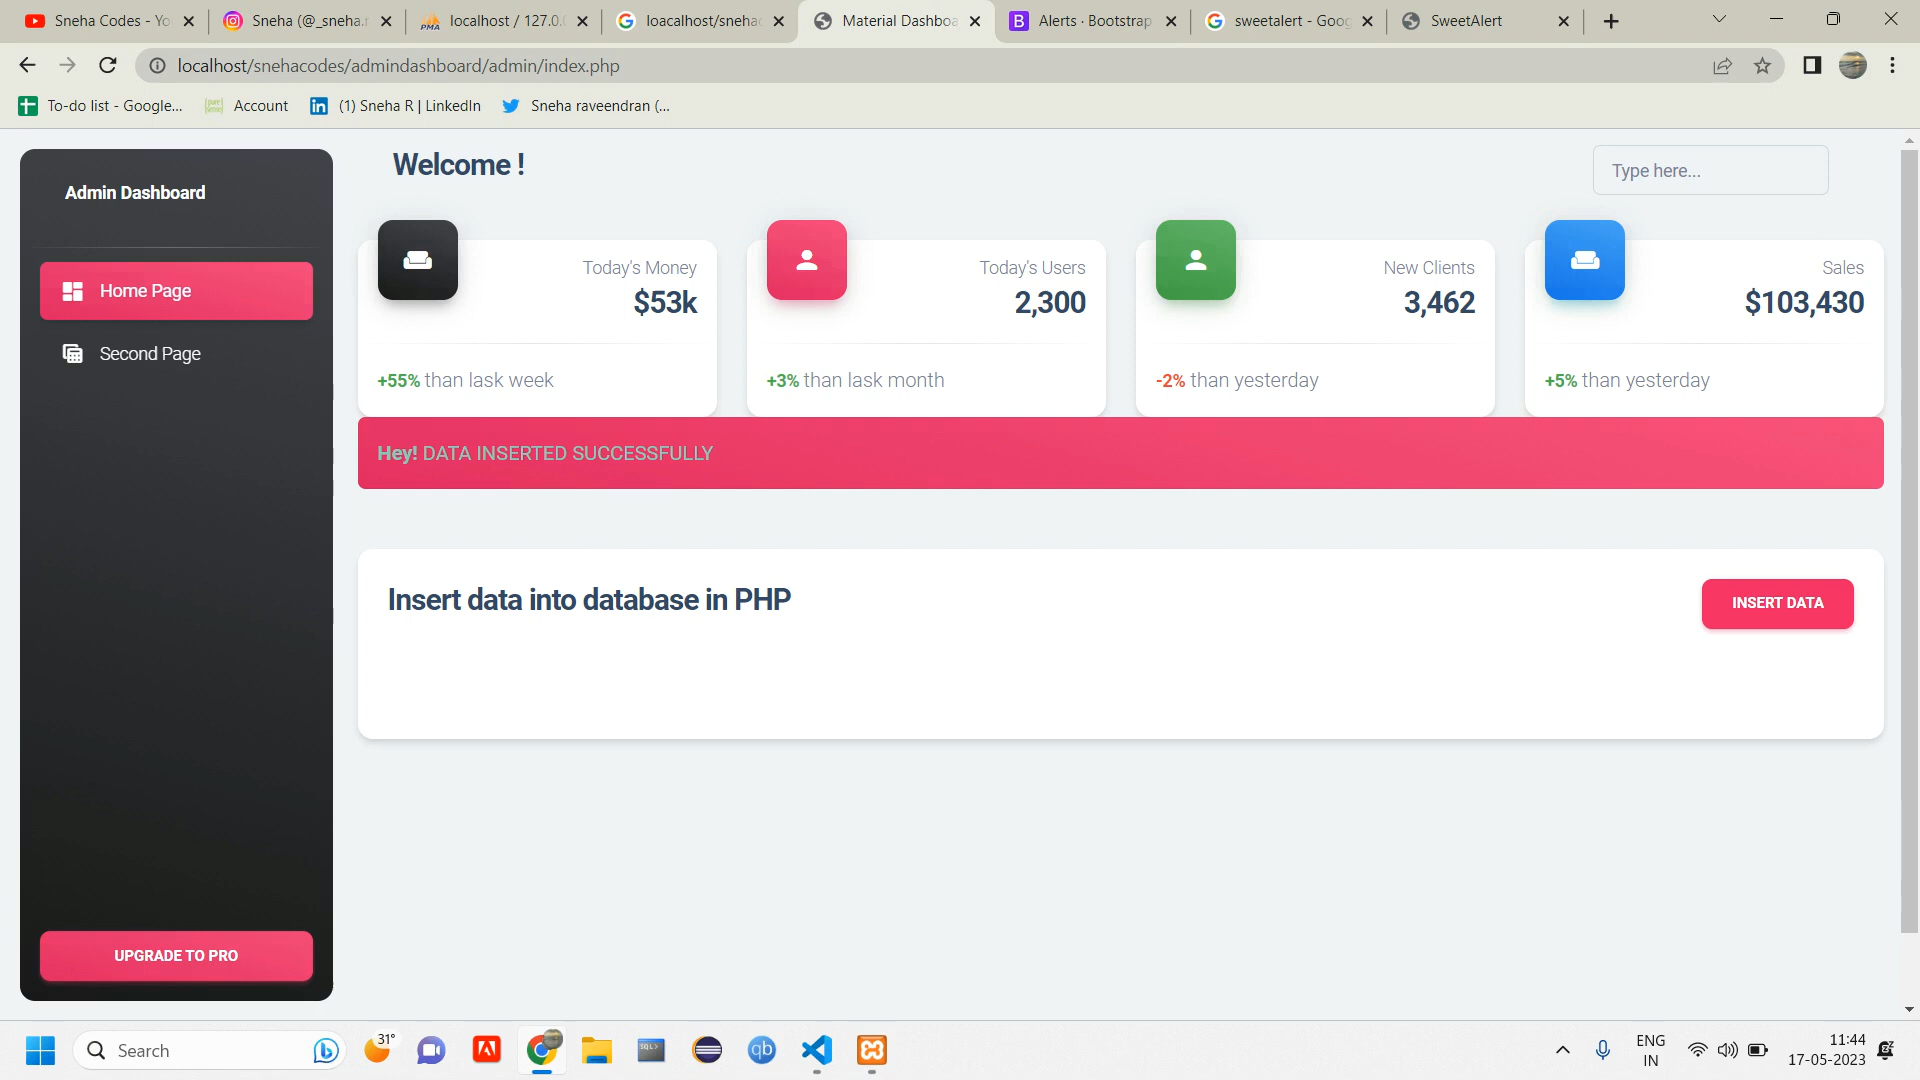 Sneha Codes - Yo
Sneha (@_sneha.r
localhost / 127.0.0
loacalhost/sneha
Material Dashboa
Alerts · Bootstrap
sweetalert - Goog
SweetAlert
localhost/snehacodes/admindashboard/admin/index.php
To-do list - Google...
Account
(1) Sneha R | LinkedIn
Sneha raveendran (...
Admin Dashboard
Home Page
Second Page
UPGRADE TO PRO
Welcome !
Type here...
Today's Money
$53k
+55% than lask week
Today's Users
2,300
+3% than lask month
New Clients
3,462
-2% than yesterday
Sales
$103,430
+5% than yesterday
Hey! DATA INSERTED SUCCESSFULLY
Insert data into database in PHP
INSERT DATA
Search
31°
ENG
IN
11:44
17-05-2023